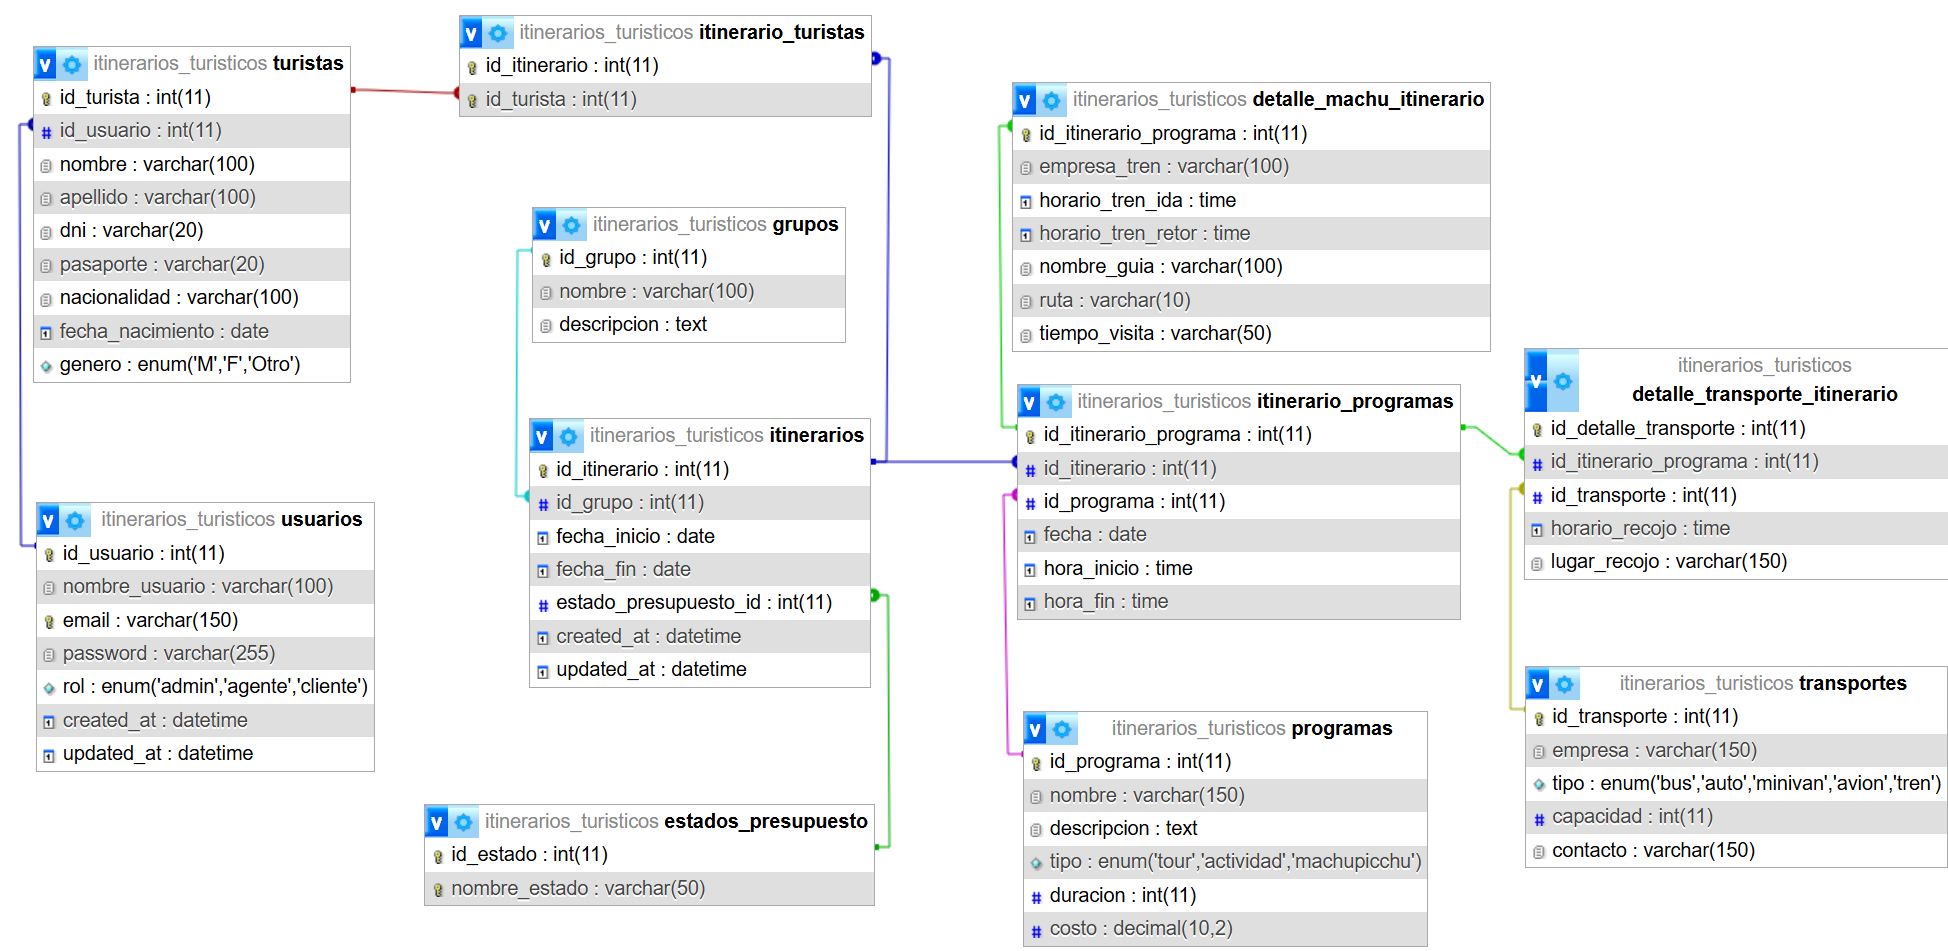 itinerarios_turisticos turistas
id_turista : int(11)
id_usuario : int(11)
nombre : varchar(100)
apellido : varchar(100)
dni : varchar(20)
pasaporte : varchar(20)
nacionalidad : varchar(100)
fecha_nacimiento : date
genero : enum('M','F','Otro')
itinerarios_turisticos usuarios
id_usuario : int(11)
nombre_usuario : varchar(100)
email : varchar(150)
password : varchar(255)
rol : enum('admin','agente','cliente')
created_at : datetime
updated_at : datetime
itinerarios_turisticos itinerario_turistas
id_itinerario : int(11)
id_turista : int(11)
itinerarios_turisticos grupos
id_grupo : int(11)
nombre : varchar(100)
descripcion : text
itinerarios_turisticos itinerarios
id_itinerario : int(11)
id_grupo : int(11)
fecha_inicio : date
fecha_fin : date
estado_presupuesto_id : int(11)
created_at : datetime
updated_at : datetime
itinerarios_turisticos estados_presupuesto
id_estado : int(11)
nombre_estado : varchar(50)
itinerarios_turisticos detalle_machu_itinerario
id_itinerario_programa : int(11)
empresa_tren : varchar(100)
horario_tren_ida : time
horario_tren_retor : time
nombre_guia : varchar(100)
ruta : varchar(10)
tiempo_visita : varchar(50)
itinerarios_turisticos itinerario_programas
id_itinerario_programa : int(11)
id_itinerario : int(11)
id_programa : int(11)
fecha : date
hora_inicio : time
hora_fin : time
itinerarios_turisticos programas
id_programa : int(11)
nombre : varchar(150)
descripcion : text
tipo : enum('tour','actividad','machupicchu')
duracion : int(11)
costo : decimal(10,2)
itinerarios_turisticos
detalle_transporte_itinerario
id_detalle_transporte : int(11)
id_itinerario_programa : int(11)
id_transporte : int(11)
horario_recojo : time
lugar_recojo : varchar(150)
itinerarios_turisticos transportes
id_transporte : int(11)
empresa : varchar(150)
tipo : enum('bus','auto','minivan','avion','tren')
capacidad : int(11)
contacto : varchar(150)